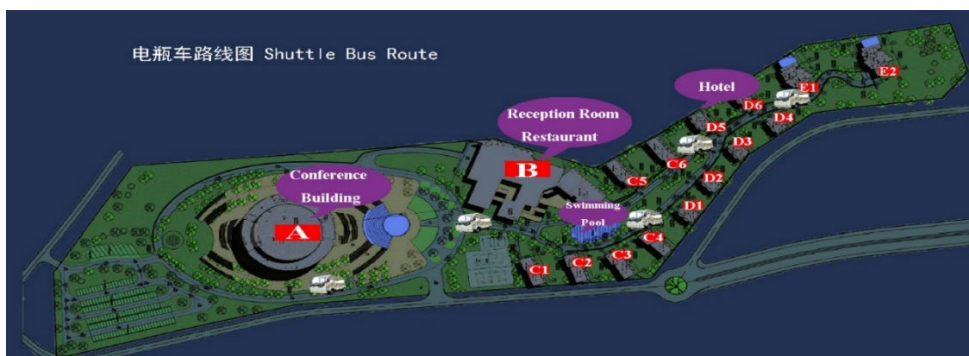 电瓶车路线图 Shuttle Bus Route
Hotel
E1
E2
D6
D4
Reception Room
Restaurant
D5
D3
B
C6
C5
D2
Conference
Building
Swimming
Pool
D1
A
C4
C1
C2
C3